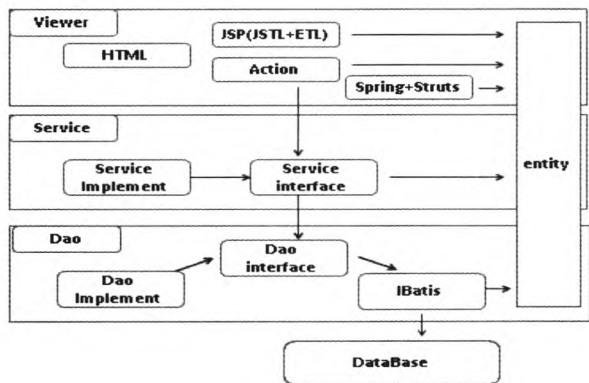 Viewer
JSP(JSTL+ETL)
HTML
Action
Spring+Struts
Service
Service
Implement
Service
interface
entity
Dao
Dao
interface
Dao
Implement
IBatis
DataBase